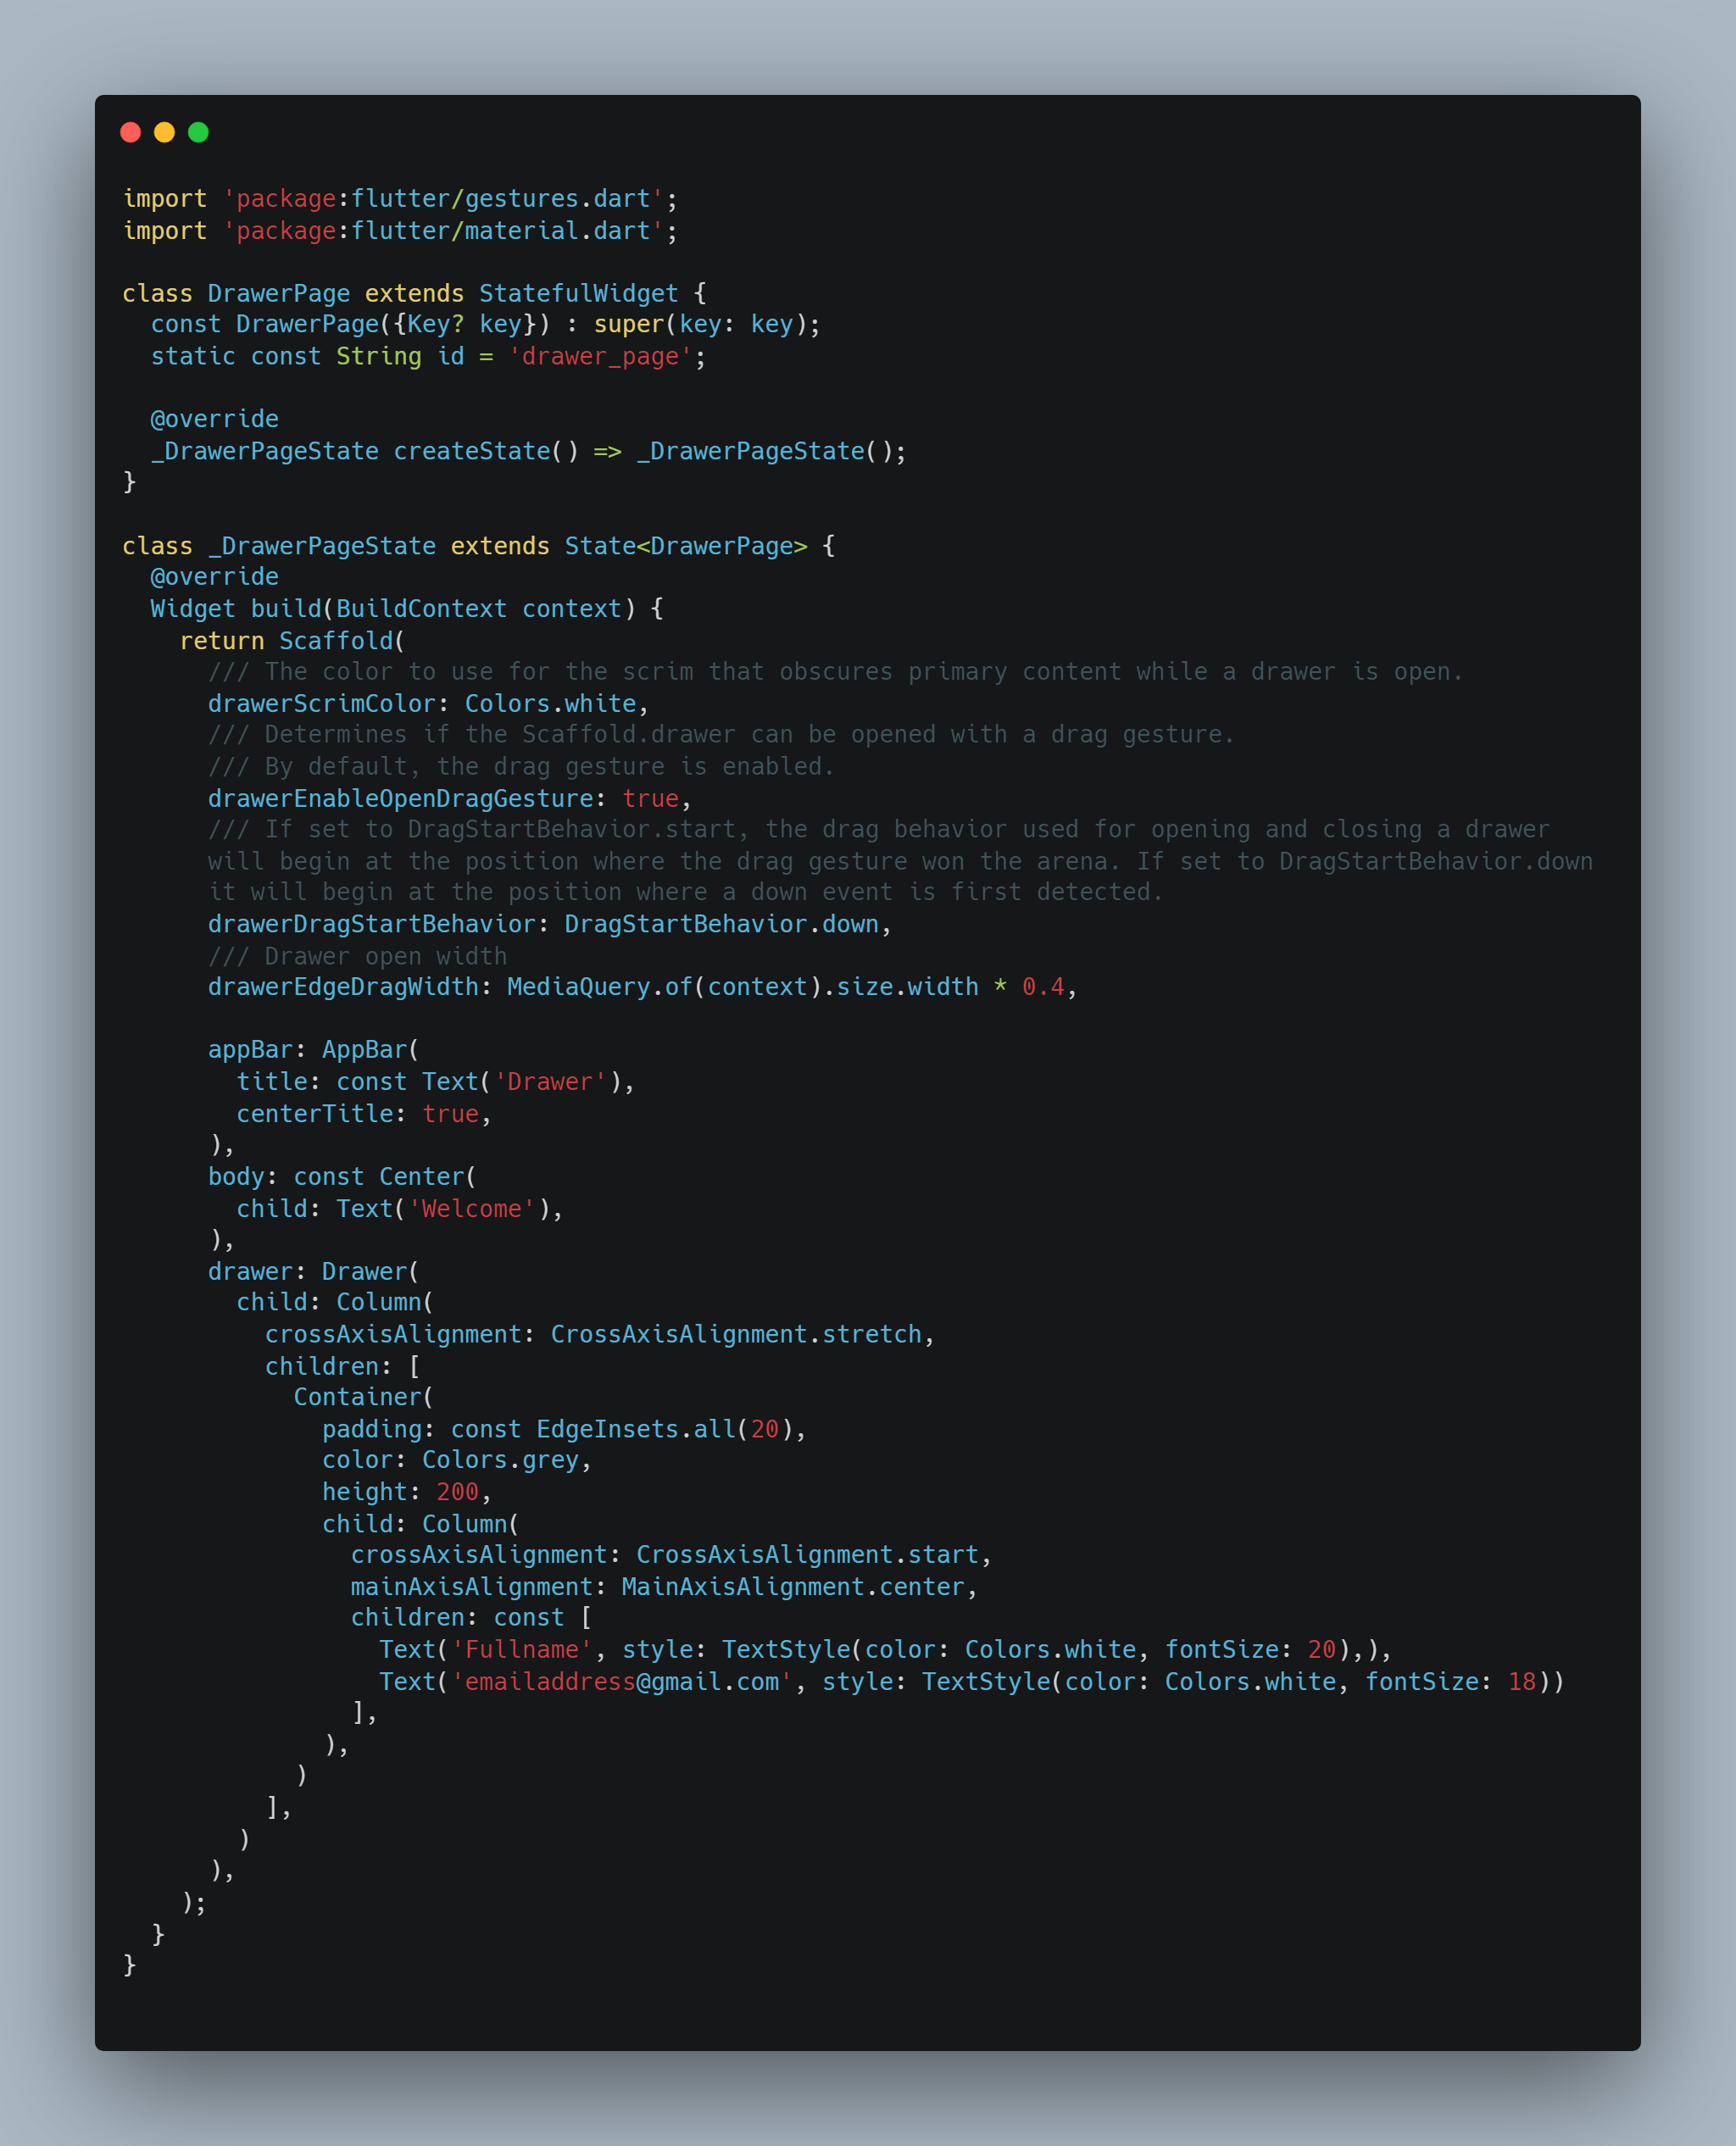 import 'package:flutter/gestures.dart';
import 'package:flutter/material.dart';

class DrawerPage extends StatefulWidget {
  const DrawerPage({Key? key}) : super(key: key);
  static const String id = 'drawer_page';

  @override
  _DrawerPageState createState() => _DrawerPageState();
}

class _DrawerPageState extends State<DrawerPage> {
  @override
  Widget build(BuildContext context) {
    return Scaffold(
      /// The color to use for the scrim that obscures primary content while a drawer is open.
      drawerScrimColor: Colors.white,
      /// Determines if the Scaffold.drawer can be opened with a drag gesture.
      /// By default, the drag gesture is enabled.
      drawerEnableOpenDragGesture: true,
      /// If set to DragStartBehavior.start, the drag behavior used for opening and closing a drawer
      will begin at the position where the drag gesture won the arena. If set to DragStartBehavior.down
      it will begin at the position where a down event is first detected.
      drawerDragStartBehavior: DragStartBehavior.down,
      /// Drawer open width
      drawerEdgeDragWidth: MediaQuery.of(context).size.width * 0.4,

      appBar: AppBar(
        title: const Text('Drawer'),
        centerTitle: true,
      ),
      body: const Center(
        child: Text('Welcome'),
      ),
      drawer: Drawer(
        child: Column(
          crossAxisAlignment: CrossAxisAlignment.stretch,
          children: [
            Container(
              padding: const EdgeInsets.all(20),
              color: Colors.grey,
              height: 200,
              child: Column(
                crossAxisAlignment: CrossAxisAlignment.start,
                mainAxisAlignment: MainAxisAlignment.center,
                children: const [
                  Text('Fullname', style: TextStyle(color: Colors.white, fontSize: 20),),
                  Text('emailaddress@gmail.com', style: TextStyle(color: Colors.white, fontSize: 18))
                ],
              ),
            )
          ],
        )
      ),
    );
  }
}